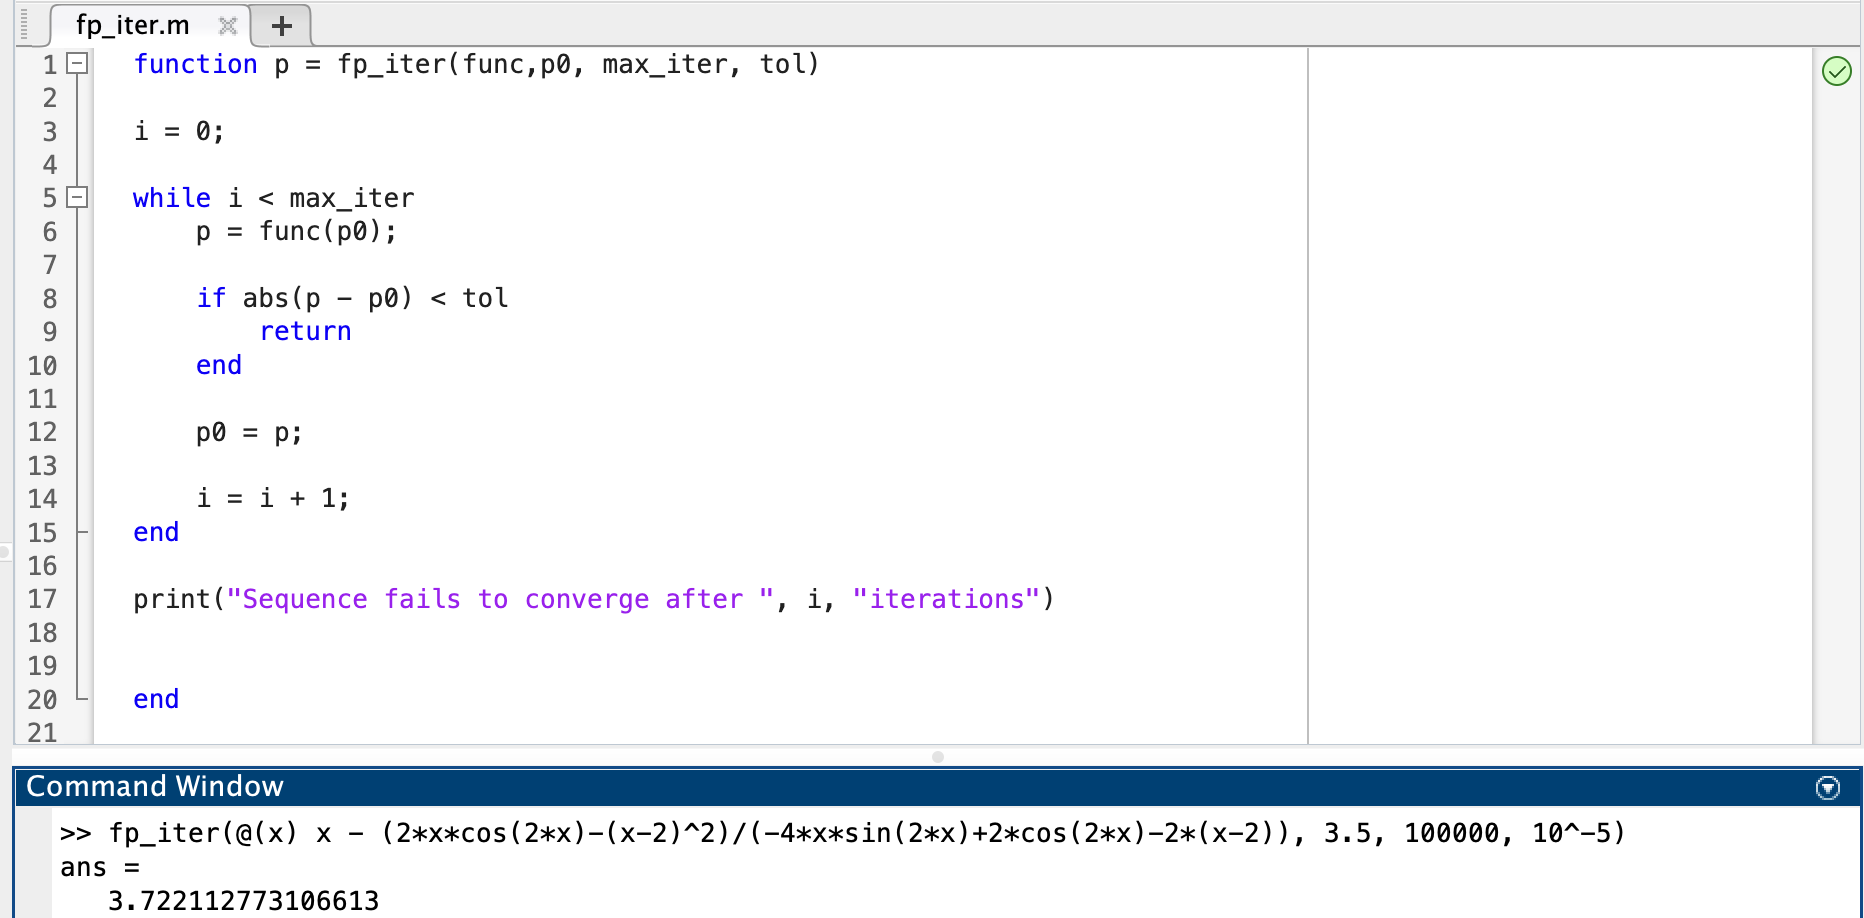 fp_iter.m
1 function p = fp_iter(func,p0, max_iter, tol)
2
3 i = 0;
4
5 while i < max_iter
6 p = func(p0);
7
8 if abs(p - p0) < tol
9 return
10 end
11
12 p0 = p;
13
14 i = i + 1;
15 end
16
17 print("Sequence fails to converge after ", i, "iterations")
18
19
20 end
21
Command Window
>> fp_iter(@(x) x - (2*x*cos(2*x)-(x-2)^2)/(-4*x*sin(2*x)+2*cos(2*x)-2*(x-2)), 3.5, 100000, 10^-5)
ans =
3.722112773106613